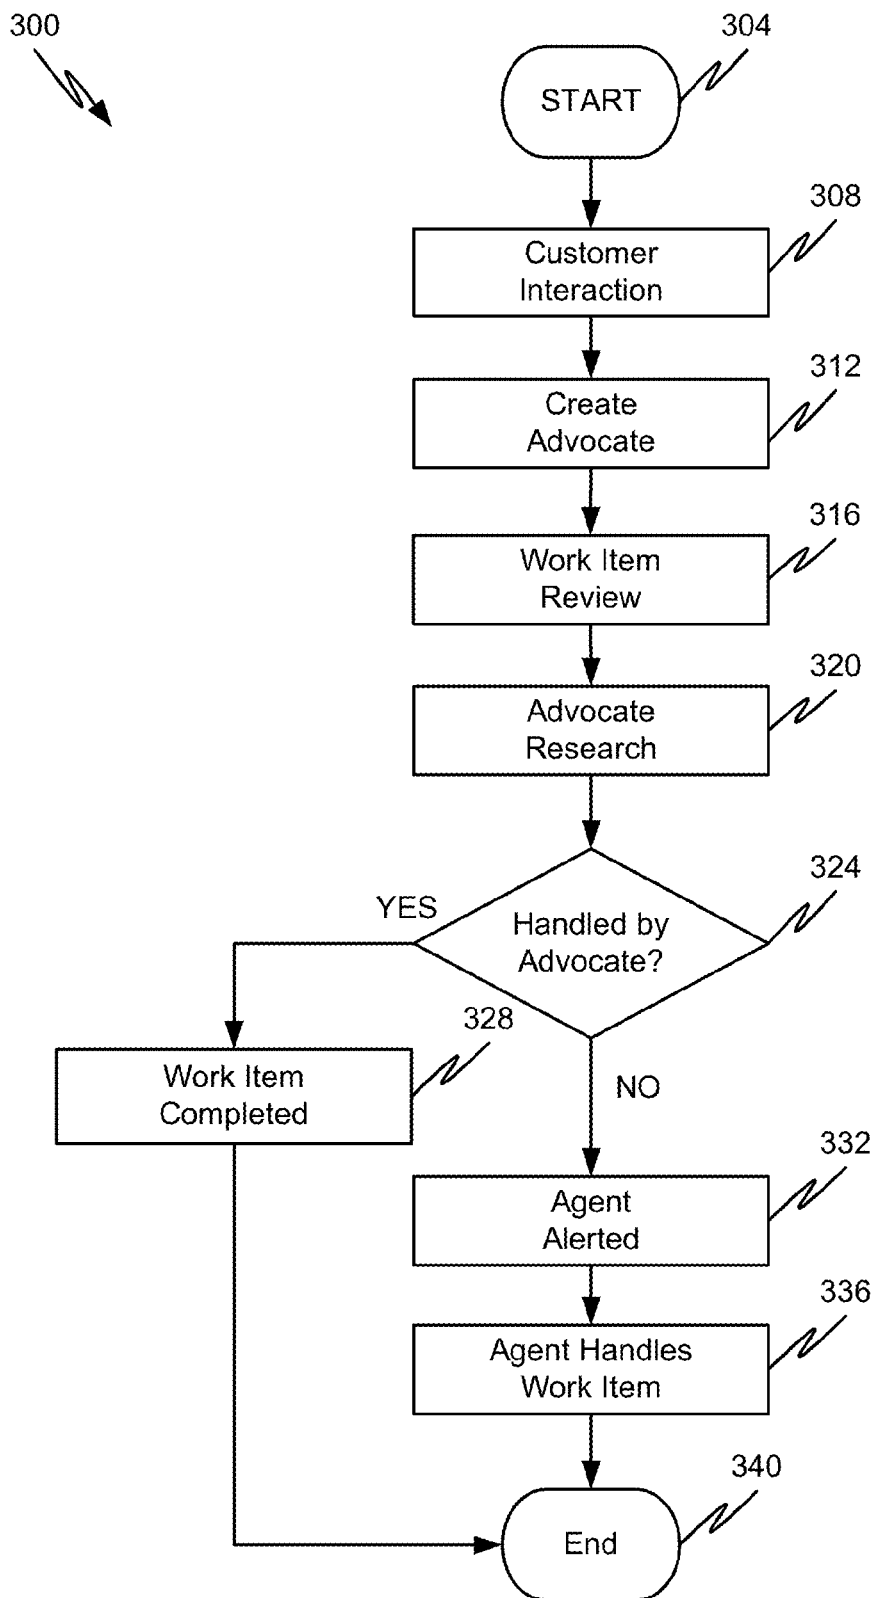 300
304
START
308
Customer
Interaction
312
Create
Advocate
316
Work Item
Review
320
Advocate
Research
324
YES
Handled by
Advocate?
328
Work Item
Completed
NO
332
Agent
Alerted
336
Agent Handles
Work Item
340
End